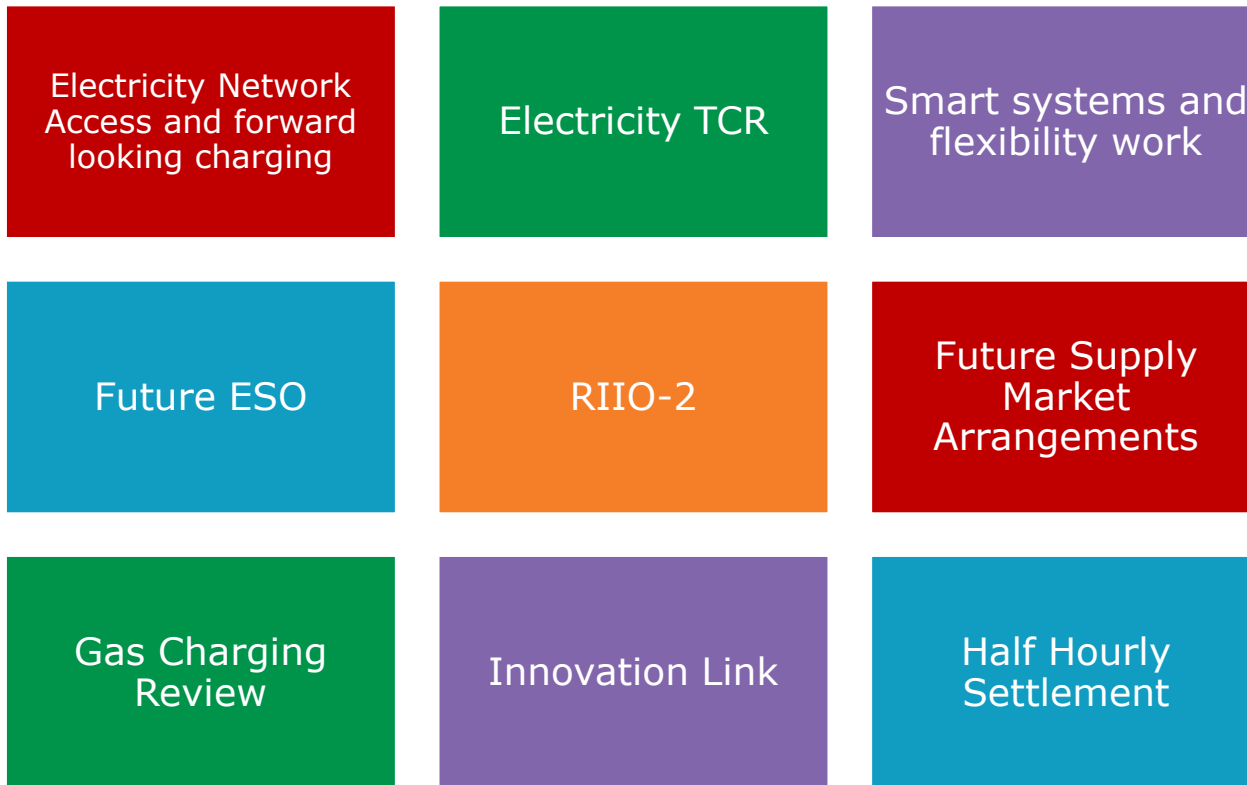 Electricity Network
Access and forward
looking charging
Electricity TCR
Smart systems and
flexibility work
Future ESO
RIIO-2
Future Supply
Market
Arrangements
Gas Charging
Review
Innovation Link
Half Hourly
Settlement